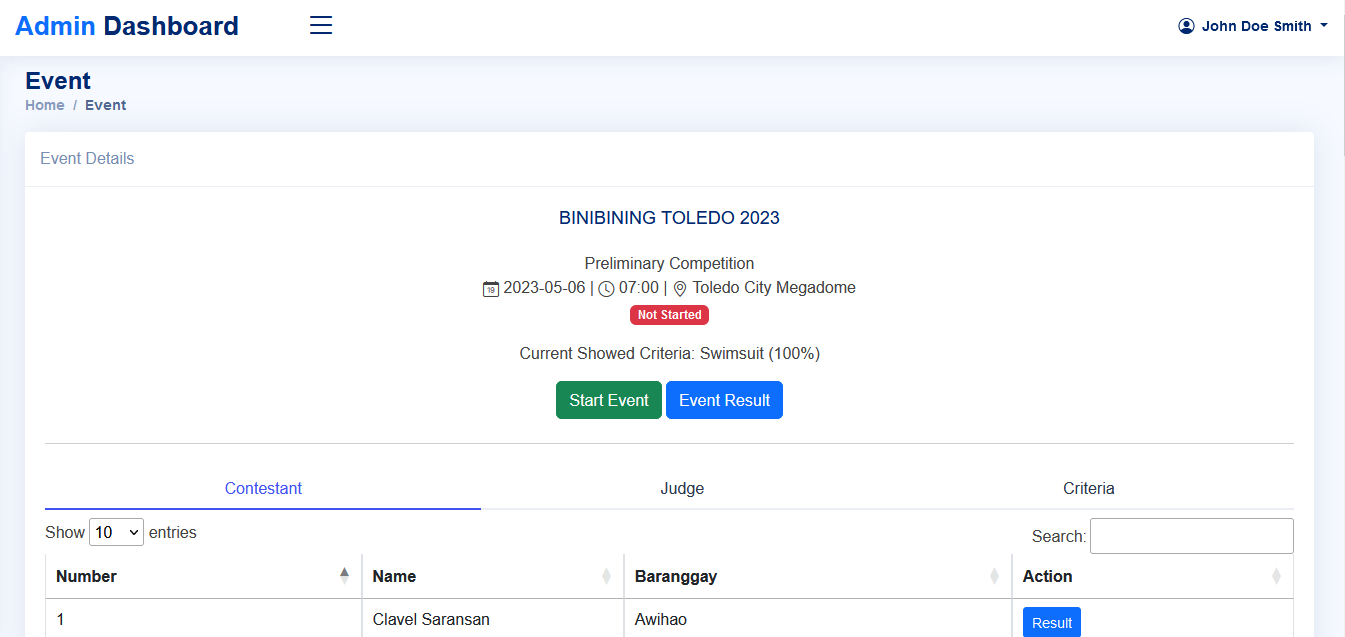 Admin Dashboard
John Doe Smith
Event
Home / Event
Event Details
BINIBINING TOLEDO 2023
Preliminary Competition
19 2023-05-06 | 07:00 | Toledo City Megadome
Not Started
Current Showed Criteria: Swimsuit (100%)
Start Event Event Result
Contestant Judge Criteria
Show 10 entries Search:
Number Name Baranggay Action
1 Clavel Saransan Awihao Result